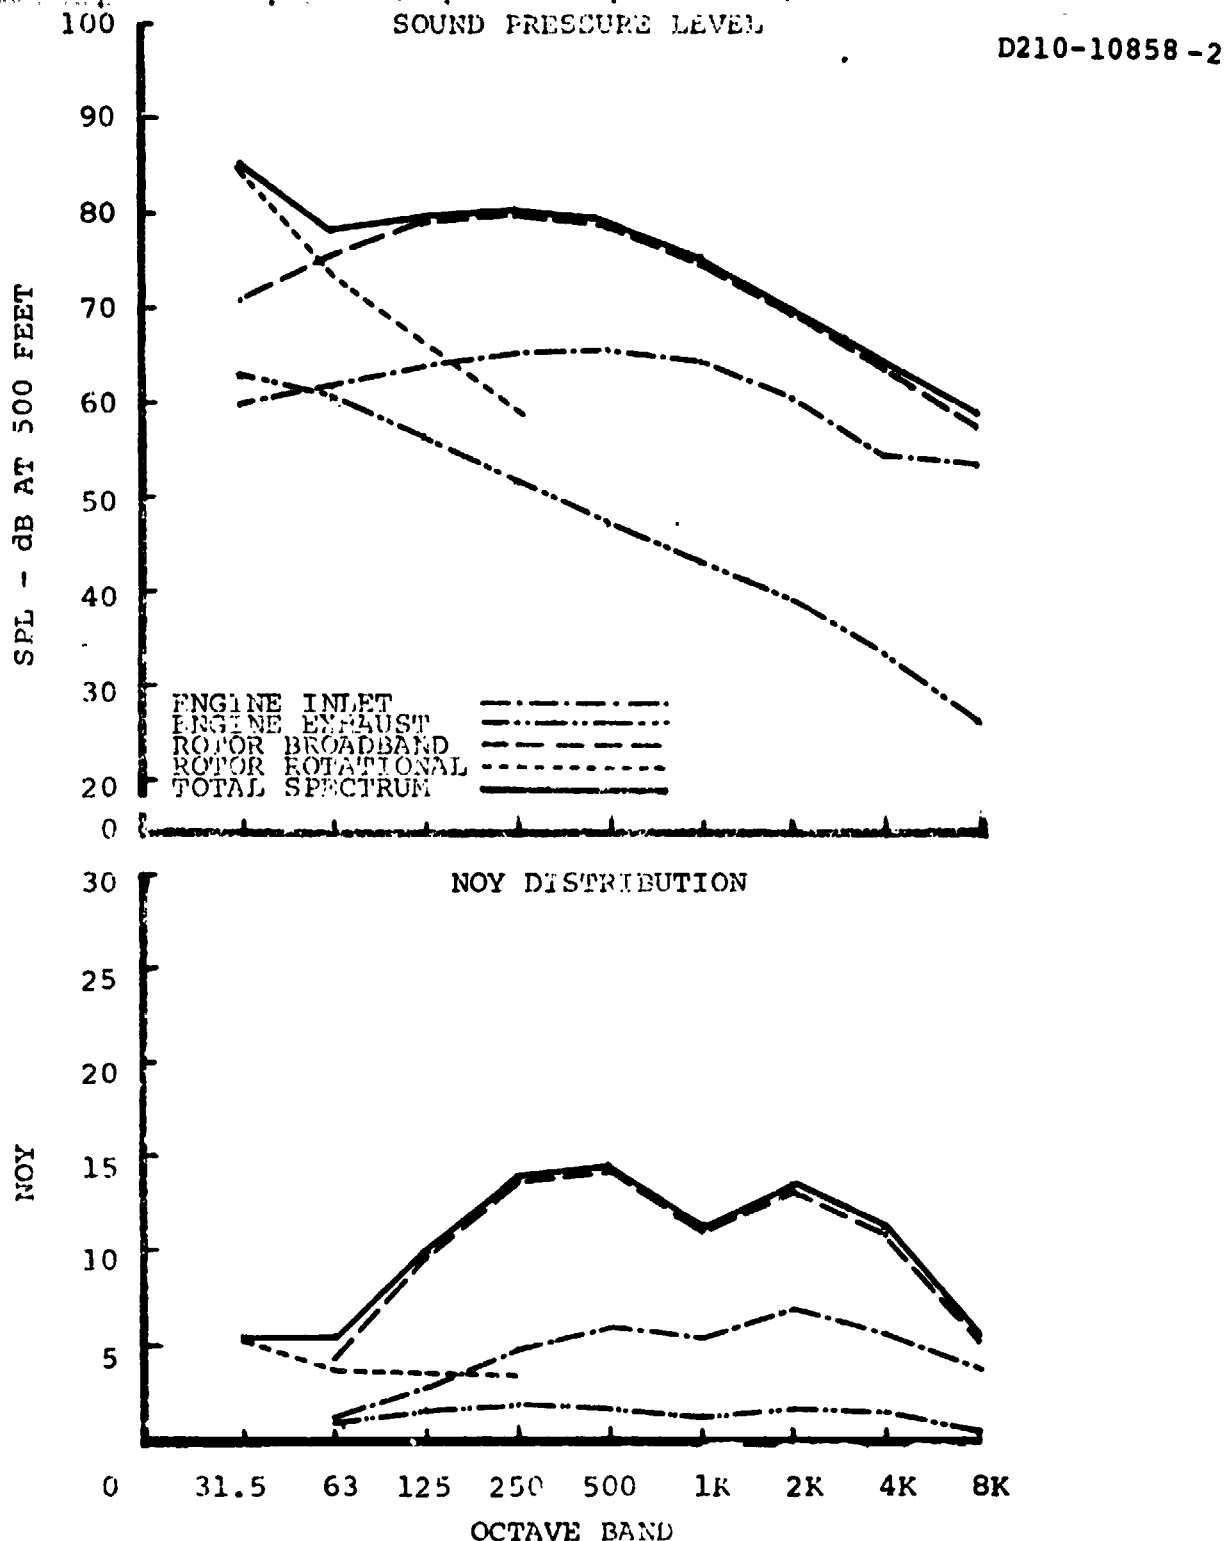 SOUND PRESSURE LEVEL
D210-10858-2
100
90
80
70
60
50
40
30
20
0
SPL - dB AT 500 FEET
ENGINE INLET
ENGINE EXHAUST
ROTOR BROADBAND
ROTOR ROTATIONAL
TOTAL SPECTRUM
NOY DISTRIBUTION
30
25
20
15
10
5
NOY
0 31.5 63 125 250 500 1K 2K 4K 8K
OCTAVE BAND